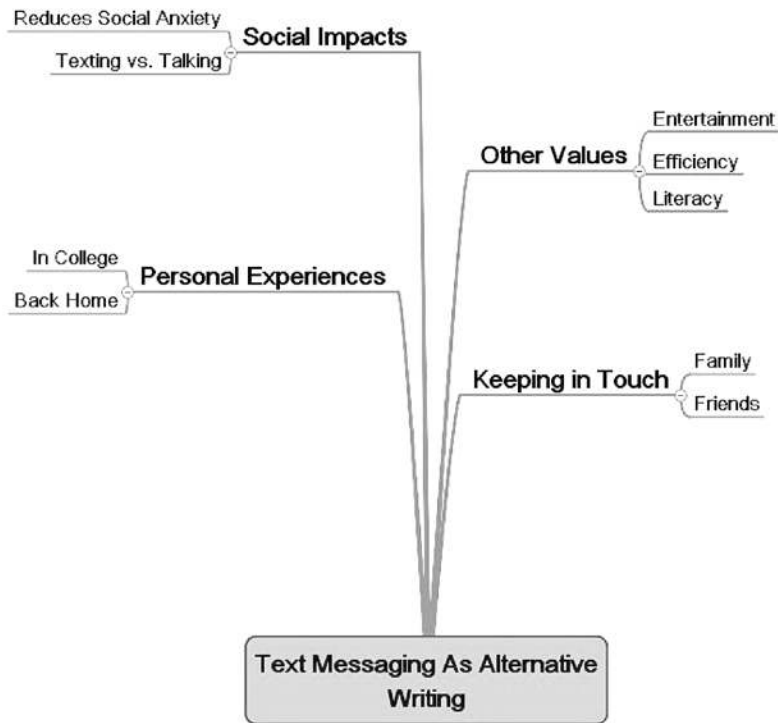 Reduces Social Anxiety
Social Impacts
Texting vs. Talking
Entertainment
Other Values
Efficiency
Literacy
In College
Personal Experiences
Back Home
Family
Keeping in Touch
Friends
Text Messaging As Alternative
Writing